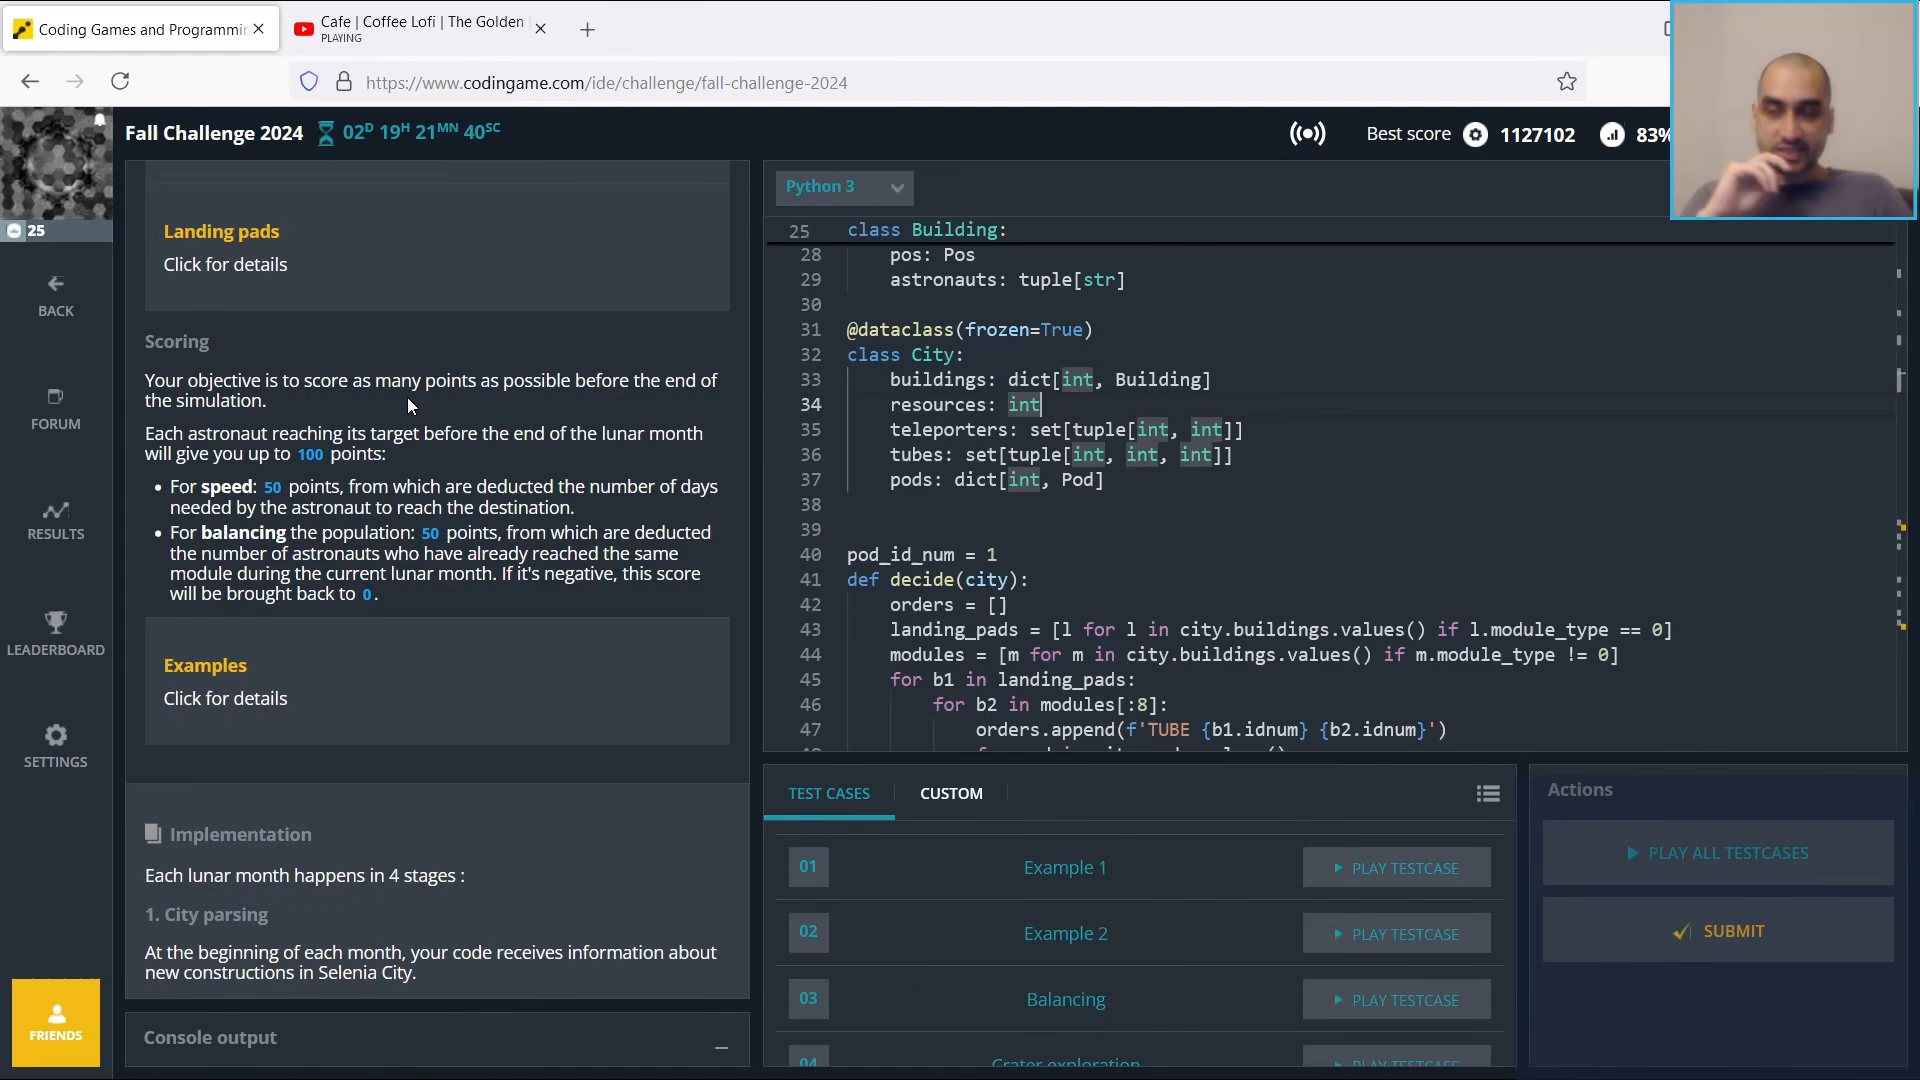 Coding Games and Programmin
Cafe | Coffee Lofi | The Golden
PLAYING
https://www.codingame.com/ide/challenge/fall-challenge-2024
Fall Challenge 2024
02D 19H 21MN 40SC
Best score
1127102
83%
25
BACK
FORUM
RESULTS
LEADERBOARD
SETTINGS
FRIENDS
Landing pads
Click for details
Scoring
Your objective is to score as many points as possible before the end of
the simulation.
Each astronaut reaching its target before the end of the lunar month
will give you up to 100 points:
• For speed: 50 points, from which are deducted the number of days
needed by the astronaut to reach the destination.
• For balancing the population: 50 points, from which are deducted
the number of astronauts who have already reached the same
module during the current lunar month. If it's negative, this score
will be brought back to 0.
Examples
Click for details
Implementation
Each lunar month happens in 4 stages :
1. City parsing
At the beginning of each month, your code receives information about
new constructions in Selenia City.
Console output
Python 3
25 class Building:
28 pos: Pos
29 astronauts: tuple[str]
30
31 @dataclass(frozen=True)
32 class City:
33 buildings: dict[int, Building]
34 resources: int
35 teleporters: set[tuple[int, int]]
36 tubes: set[tuple[int, int, int]]
37 pods: dict[int, Pod]
38
39
40 pod_id_num = 1
41 def decide(city):
42 orders = []
43 landing_pads = [l for l in city.buildings.values() if l.module_type == 0]
44 modules = [m for m in city.buildings.values() if m.module_type != 0]
45 for b1 in landing_pads:
46 for b2 in modules[:8]:
47 orders.append(f'TUBE {b1.idnum} {b2.idnum}')
TEST CASES
CUSTOM
01 Example 1 PLAY TESTCASE
02 Example 2 PLAY TESTCASE
03 Balancing PLAY TESTCASE
04 Crater exploration PLAY TESTCASE
Actions
PLAY ALL TESTCASES
SUBMIT